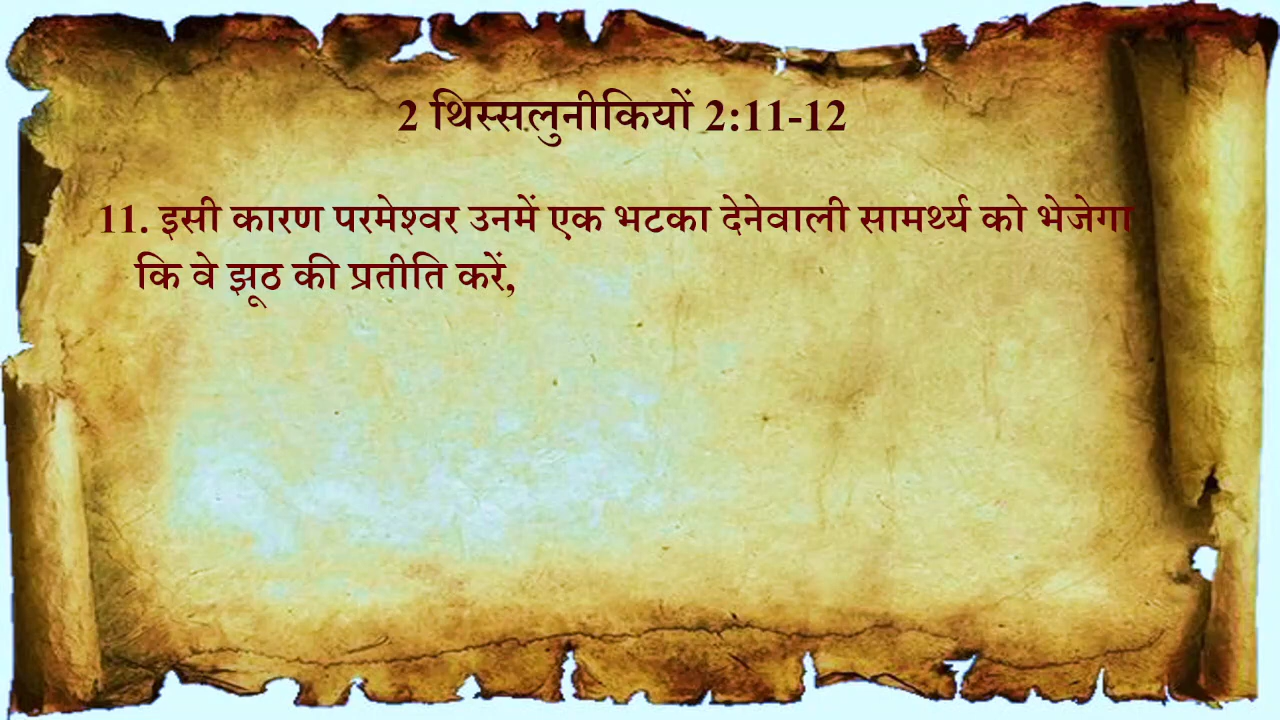 2 थिस्सलुनीकियों 2:11-12
11. इसी कारण परमेश्वर उनमें एक भटका देनेवाली सामर्थ्य को भेजेगा
कि वे झूठ की प्रतीति करें,